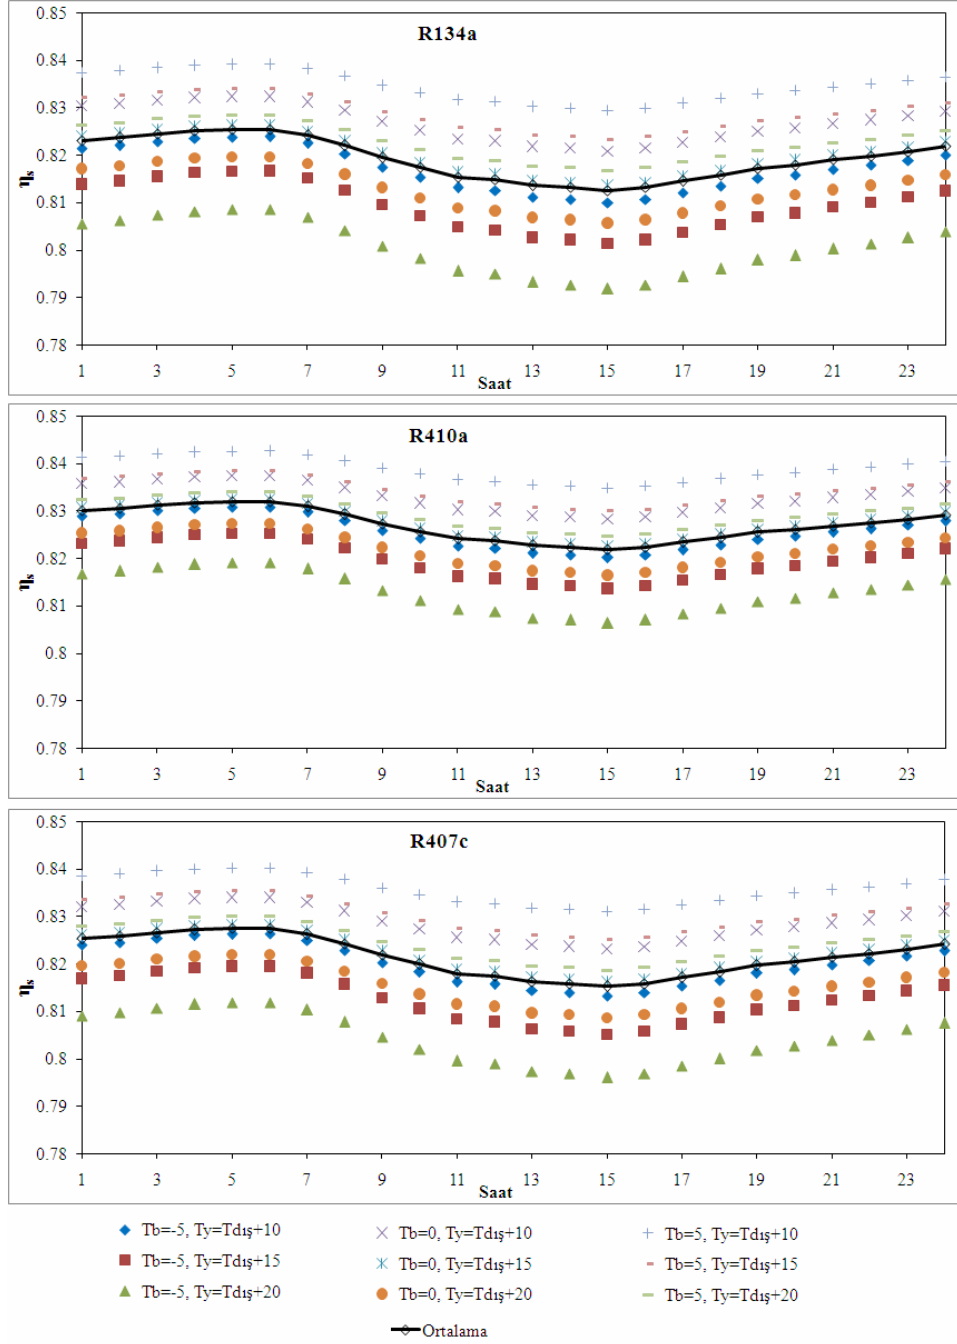 R134a
0.85
0.84
0.83
0.82
0.81
0.8
0.79
0.78
ηs
1 3 5 7 9 11 13 15 17 19 21 23
Saat
R410a
0.85
0.84
0.83
0.82
0.81
0.8
0.79
0.78
ηs
1 3 5 7 9 11 13 15 17 19 21 23
Saat
R407c
0.85
0.84
0.83
0.82
0.81
0.8
0.79
0.78
ηs
1 3 5 7 9 11 13 15 17 19 21 23
Saat
Tb=-5, Ty=Tdış+10 Tb=0, Ty=Tdış+10 Tb=5, Ty=Tdış+10
Tb=-5, Ty=Tdış+15 Tb=0, Ty=Tdış+15 Tb=5, Ty=Tdış+15
Tb=-5, Ty=Tdış+20 Tb=0, Ty=Tdış+20 Tb=5, Ty=Tdış+20
Ortalama